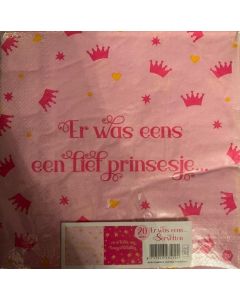 Er was eens
een lief prinsesje...
20
Er was eens...
Servetten